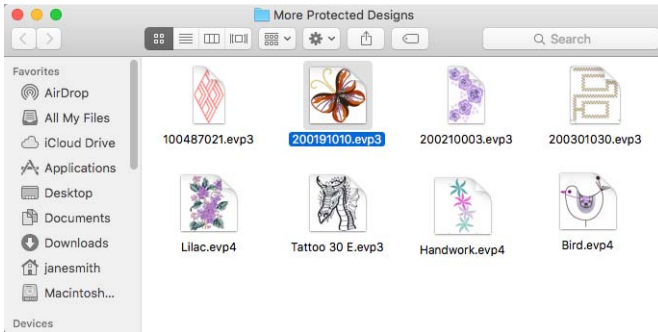 More Protected Designs
Search
Favorites
AirDrop
All My Files
iCloud Drive
Applications
Desktop
Documents
Downloads
janesmith
Macintosh...
Devices
100487021.evp3
200191010.evp3
200210003.evp3
200301030.evp3
Lilac.evp4
Tattoo 30 E.evp3
Handwork.evp4
Bird.evp4